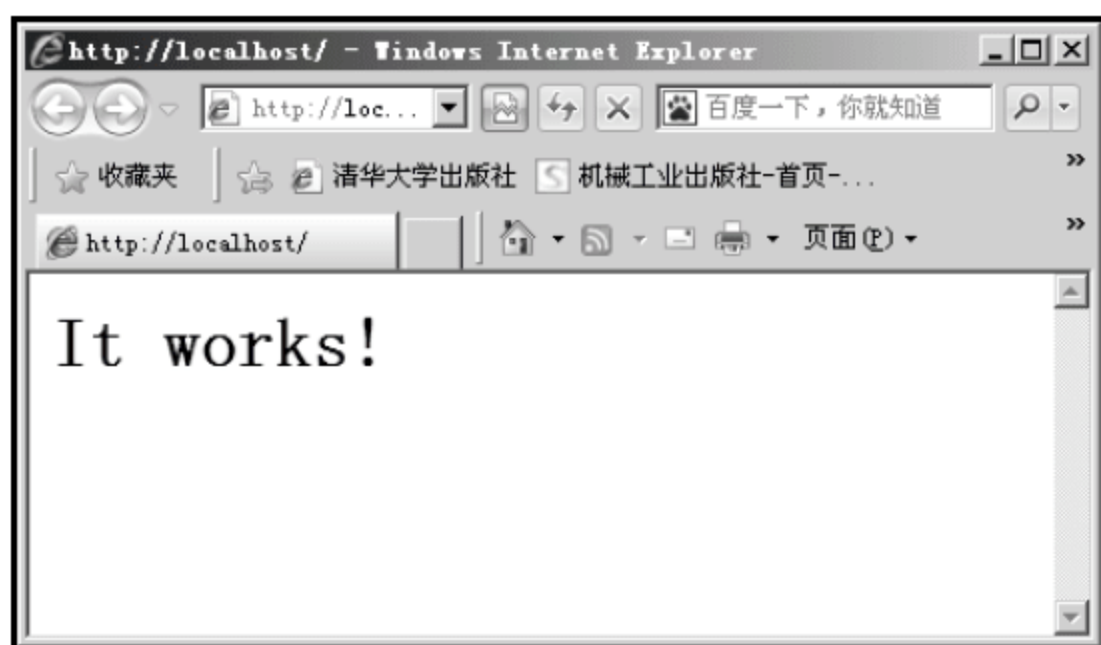 http://localhost/ - Windows Internet Explorer
http://loc... 百度一下，你就知道
收藏夹 清华大学出版社 机械工业出版社-首页-...
http://localhost/ 页面(P)
It works!